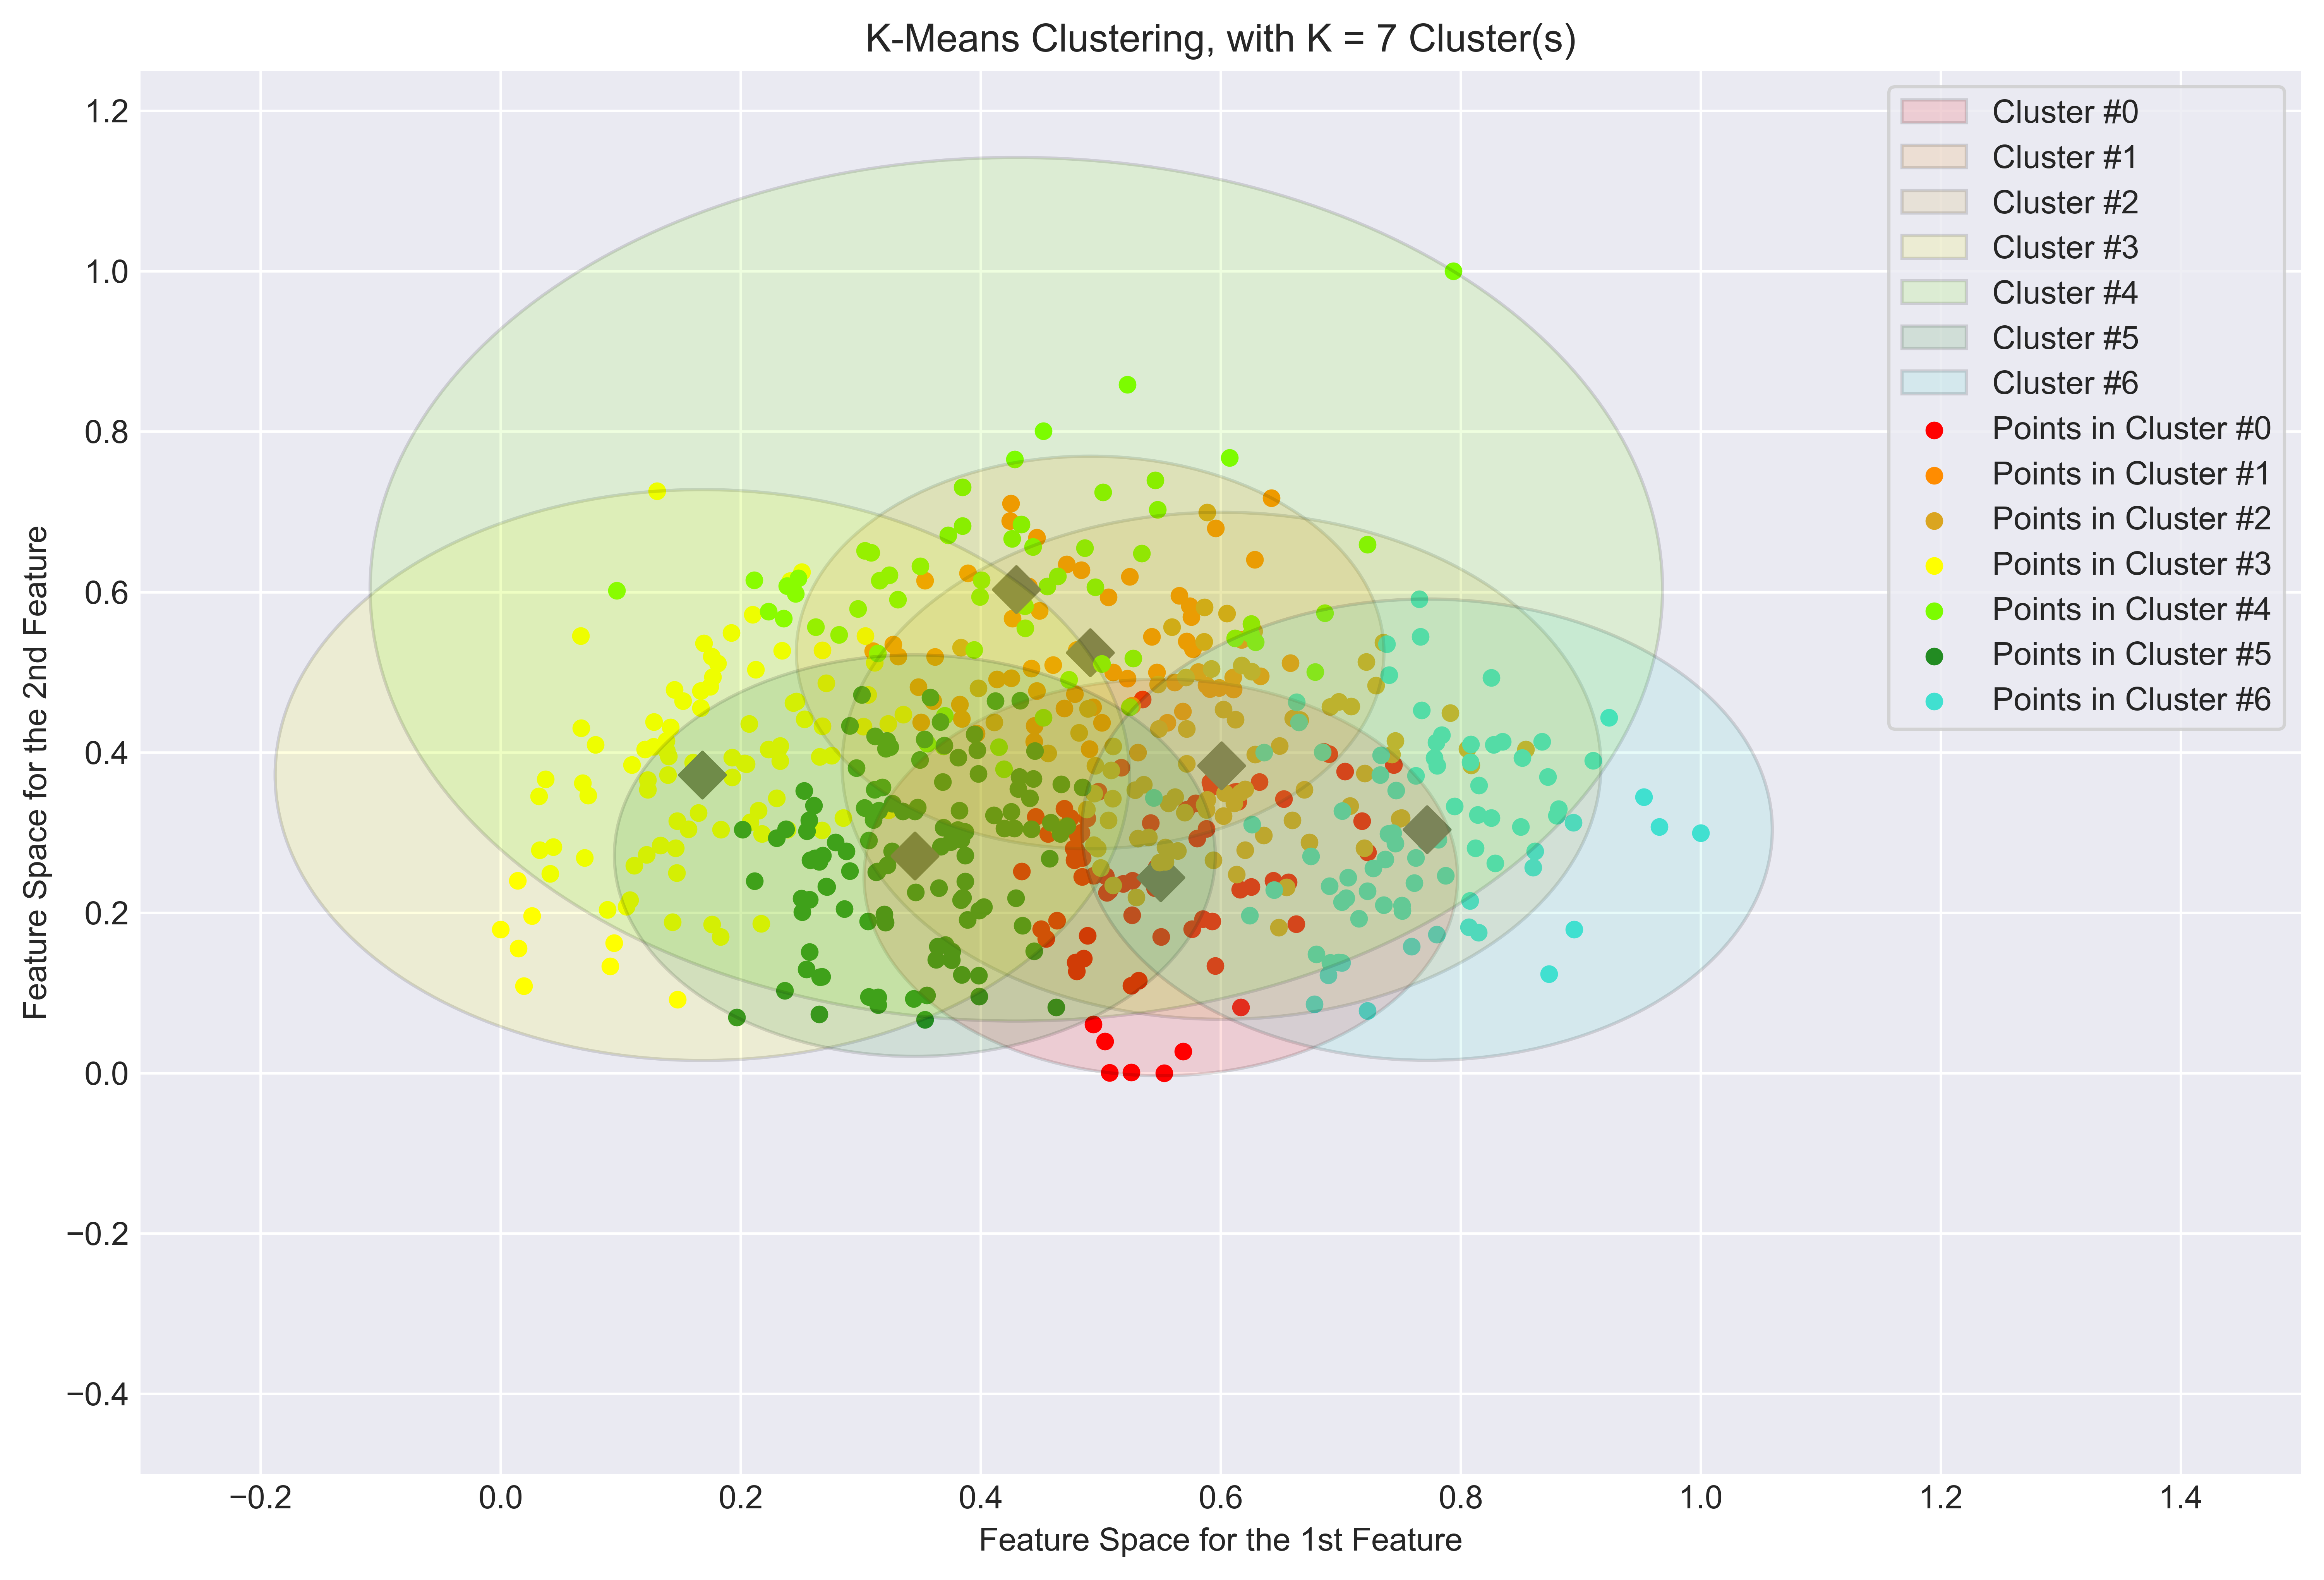 K-Means Clustering, with K = 7 Cluster(s)
Cluster #0
Cluster #1
Cluster #2
Cluster #3
Cluster #4
Cluster #5
Cluster #6
Points in Cluster #0
Points in Cluster #1
Points in Cluster #2
Points in Cluster #3
Points in Cluster #4
Points in Cluster #5
Points in Cluster #6
Feature Space for the 2nd Feature
1.2
1.0
0.8
0.6
0.4
0.2
0.0
−0.2
−0.4
−0.2 0.0 0.2 0.4 0.6 0.8 1.0 1.2 1.4
Feature Space for the 1st Feature